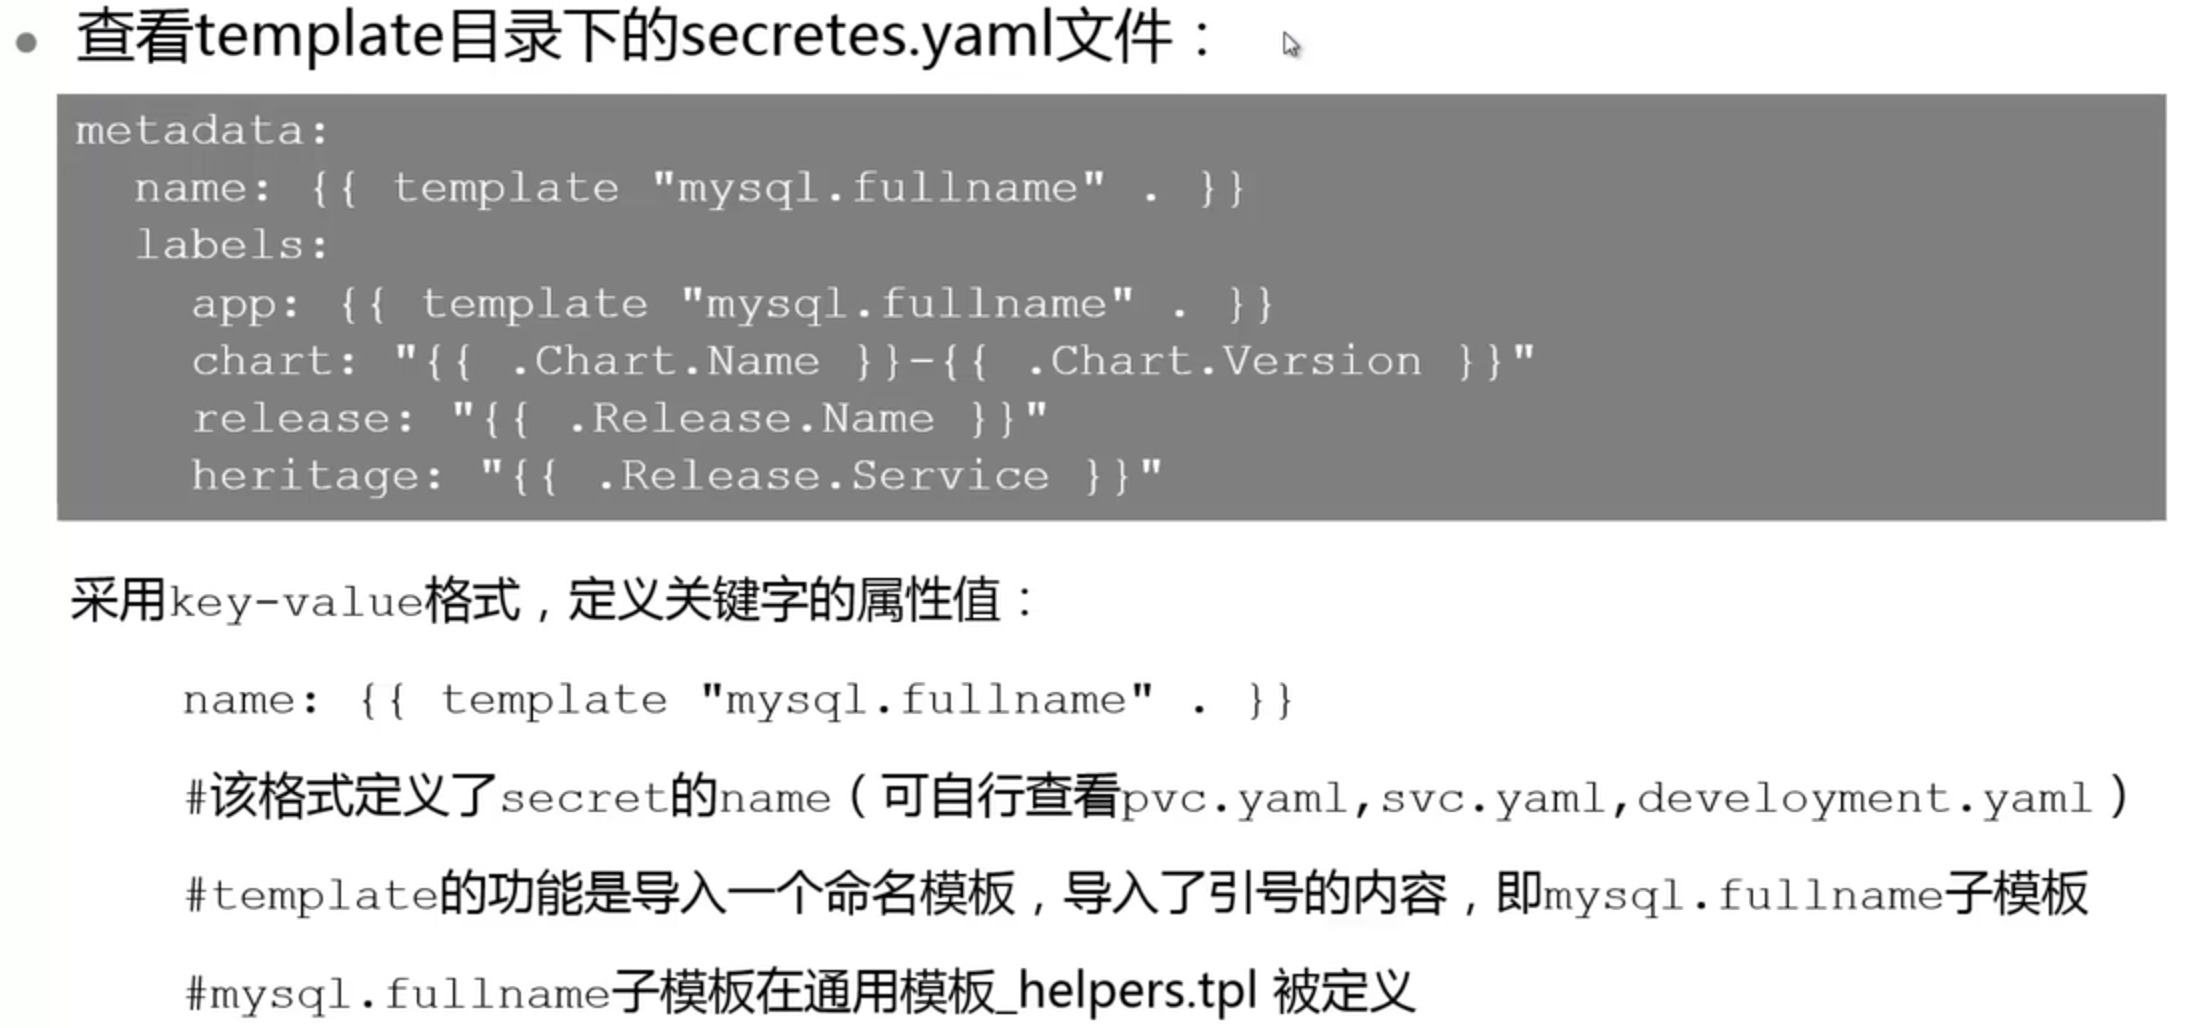 查看template目录下的secretes.yaml文件：
metadata:
  name: {{ template "mysql.fullname" . }}
  labels:
    app: {{ template "mysql.fullname" . }}
    chart: "{{ .Chart.Name }}-{{ .Chart.Version }}"
    release: "{{ .Release.Name }}"
    heritage: "{{ .Release.Service }}"
采用key-value格式，定义关键字的属性值：
name: {{ template "mysql.fullname" . }}
#该格式定义了secret的name（可自行查看pvc.yaml,svc.yaml,develoyment.yaml）
#template的功能是导入一个命名模板，导入了引号的内容，即mysql.fullname子模板
#mysql.fullname子模板在通用模板_helpers.tpl 被定义